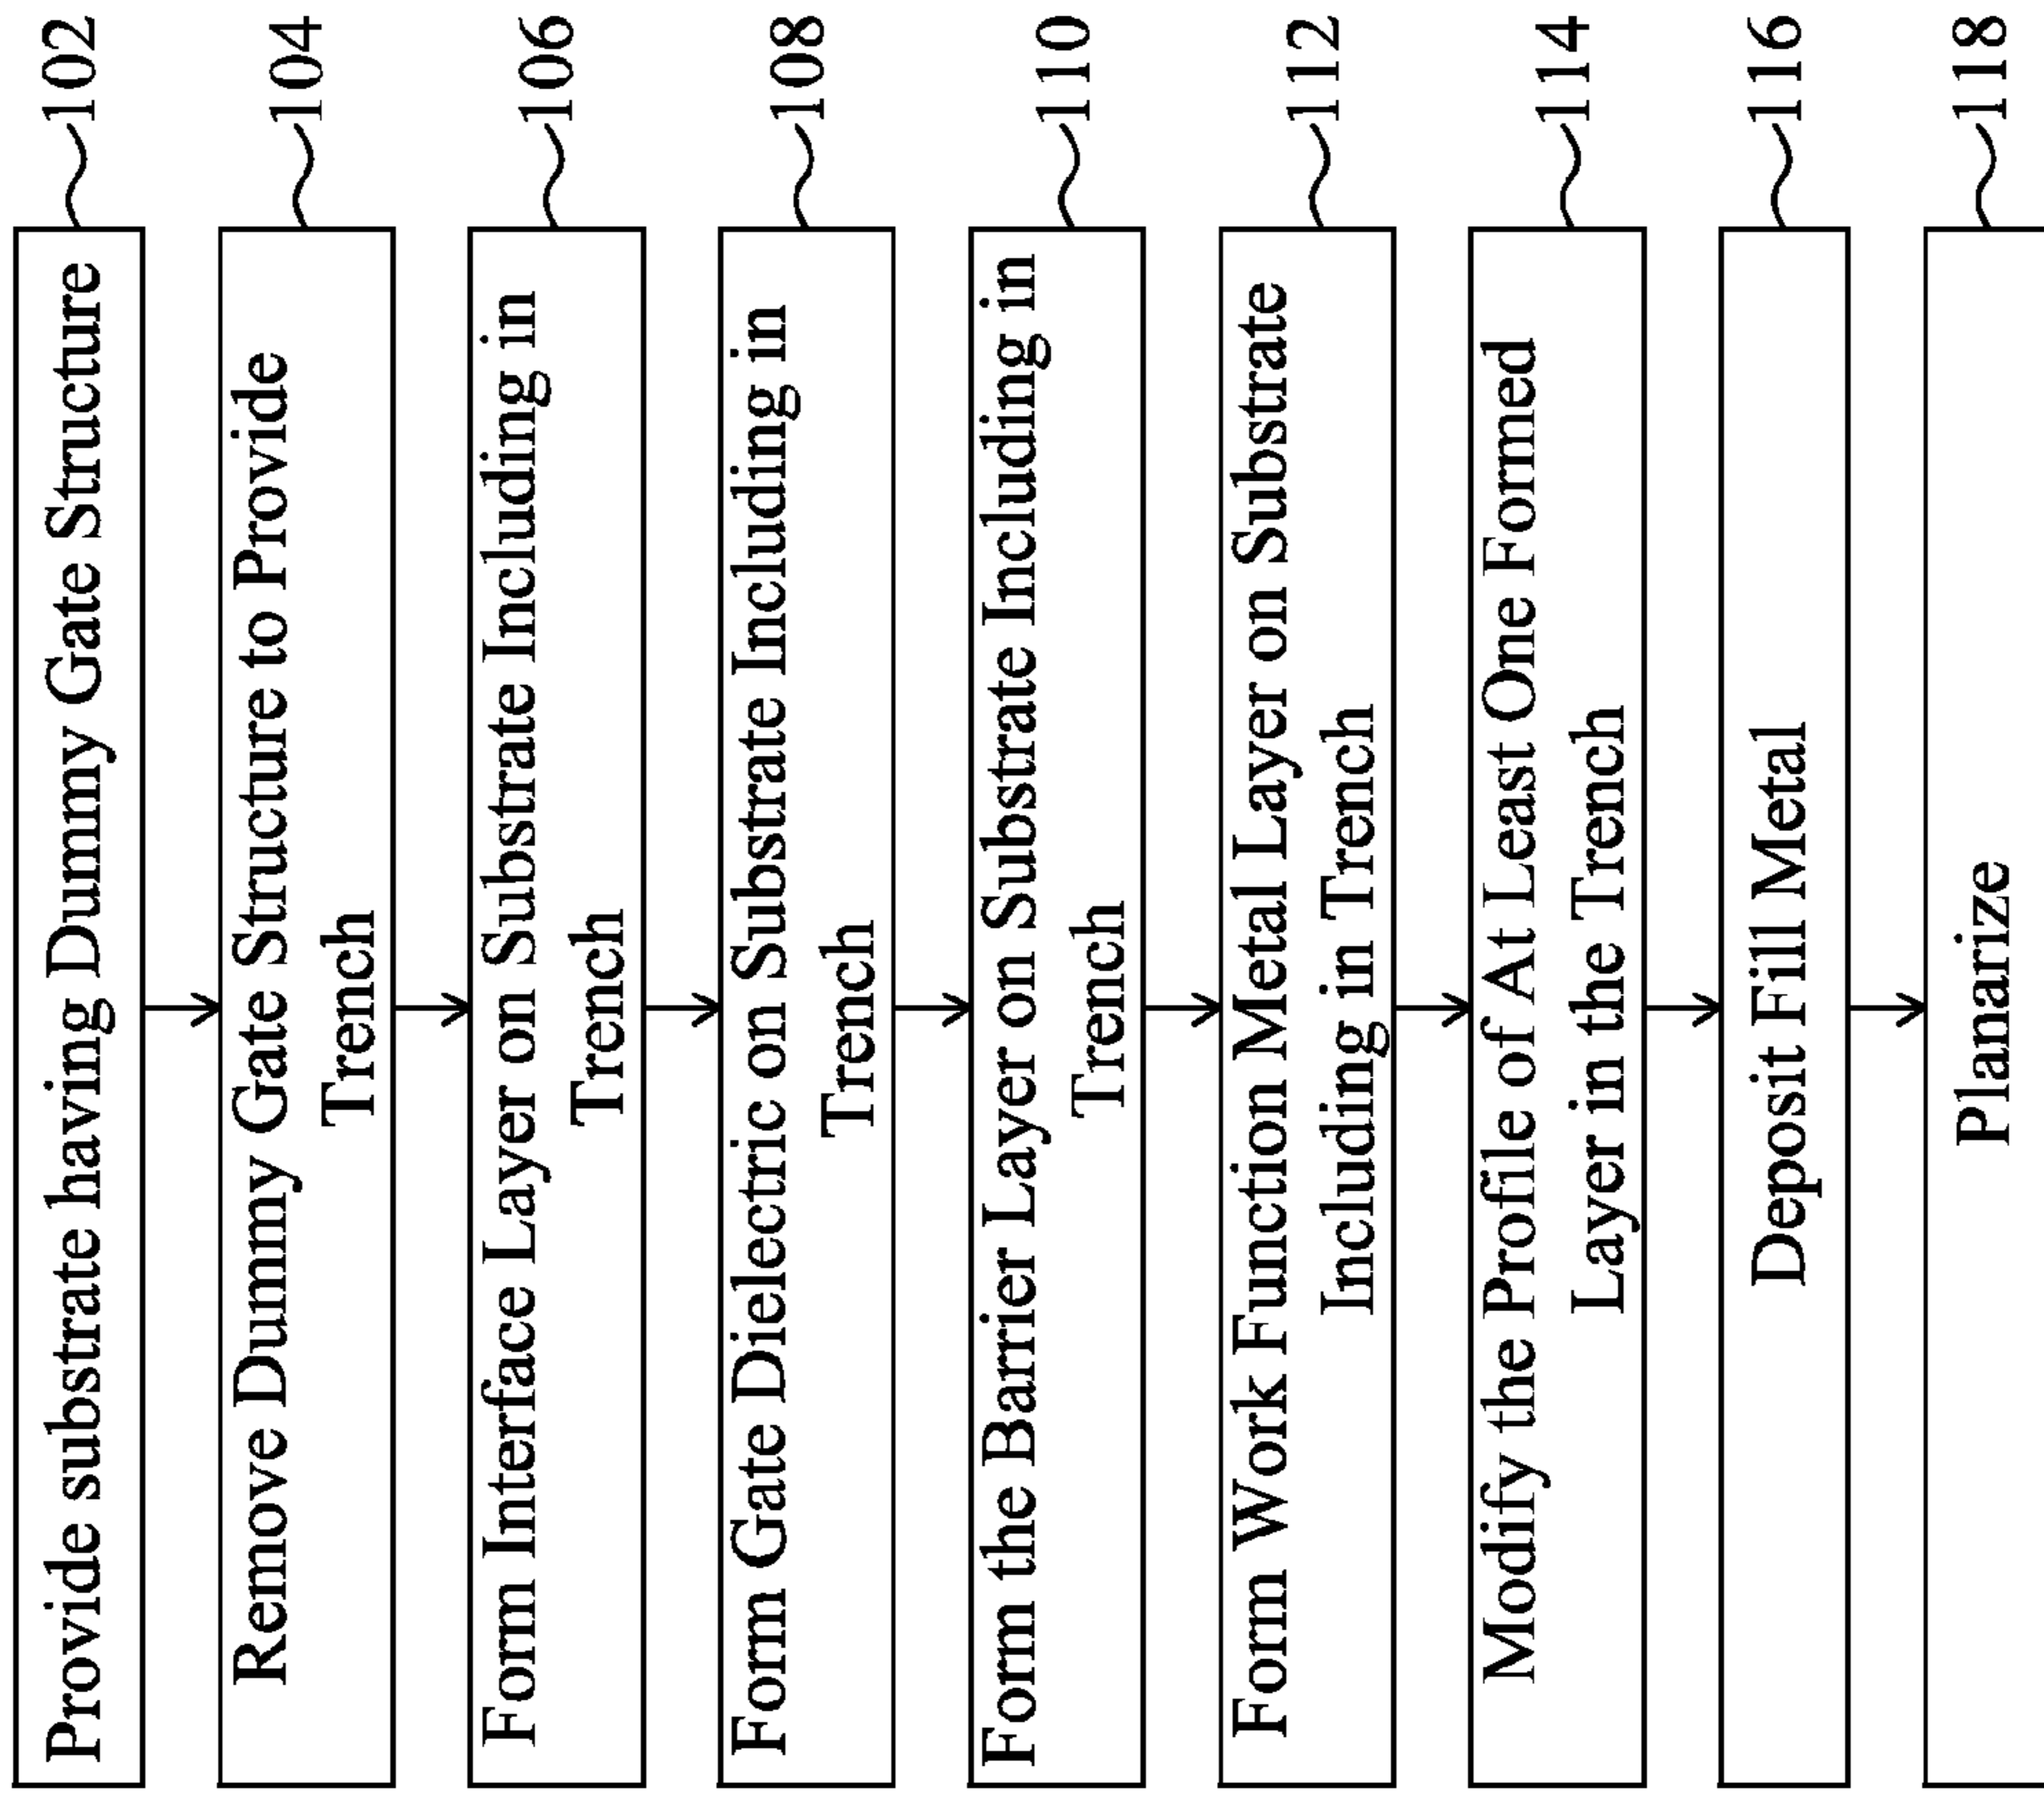 Provide substrate having Dummy Gate Structure
102
Remove Dummy Gate Structure to Provide
Trench
104
Form Interface Layer on Substrate Including in
Trench
106
Form Gate Dielectric on Substrate Including in
Trench
108
Form the Barrier Layer on Substrate Including in
Trench
110
Form Work Function Metal Layer on Substrate
Including in Trench
112
Modify the Profile of At Least One Formed
Layer in the Trench
114
Deposit Fill Metal
116
Planarize
118